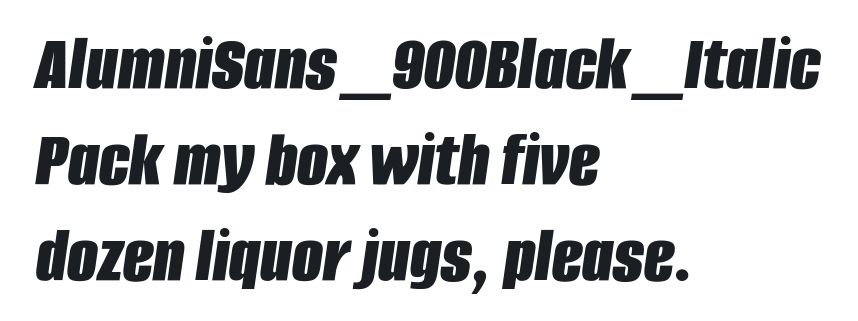 AlumniSans_900Black_Italic
Pack my box with five
dozen liquor jugs, please.